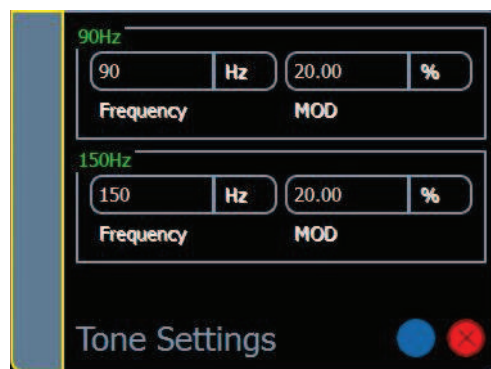 90Hz
90 Hz 20.00 %
Frequency MOD
150Hz
150 Hz 20.00 %
Frequency MOD
Tone Settings